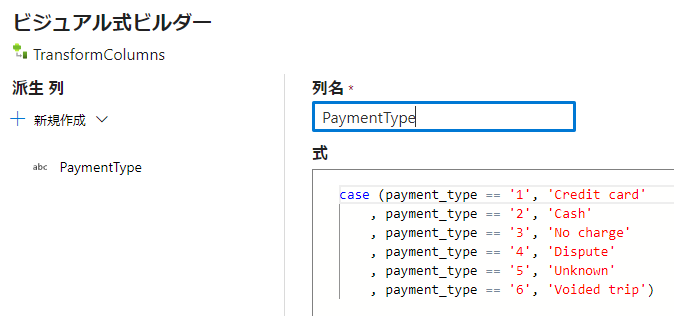 ビジュアル式ビルダー
TransformColumns
派生 列
新規作成
abc PaymentType
列名 *
PaymentType
式
case (payment_type == '1', 'Credit card'
, payment_type == '2', 'Cash'
, payment_type == '3', 'No charge'
, payment_type == '4', 'Dispute'
, payment_type == '5', 'Unknown'
, payment_type == '6', 'Voided trip')